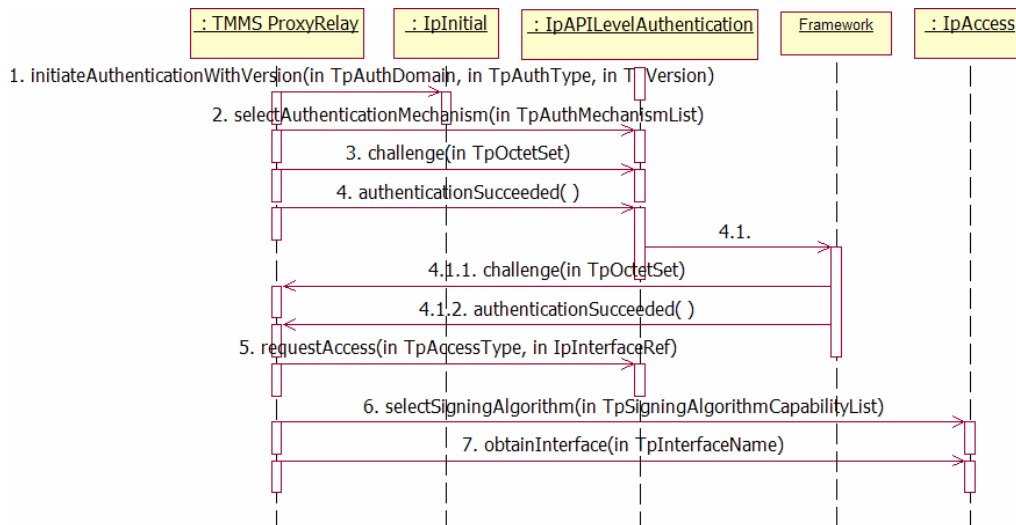 : TMMS ProxyRelay
: IpInitial
: IpAPILevelAuthentication
Framework
: IpAccess
1. initiateAuthenticationWithVersion(in TpAuthDomain, in TpAuthType, in TpVersion)
2. selectAuthenticationMechanism(in TpAuthMechanismList)
3. challenge(in TpOctetSet)
4. authenticationSucceeded( )
4.1.
4.1.1. challenge(in TpOctetSet)
4.1.2. authenticationSucceeded( )
5. requestAccess(in TpAccessType, in IpInterfaceRef)
6. selectSigningAlgorithm(in TpSigningAlgorithmCapabilityList)
7. obtainInterface(in TpInterfaceName)